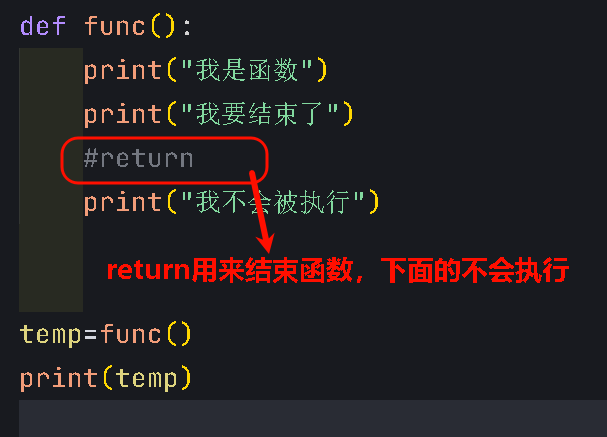 def func():
    print("我是函数")
    print("我要结束了")
    #return
    print("我不会被执行")
return用来结束函数，下面的不会执行
temp=func()
print(temp)